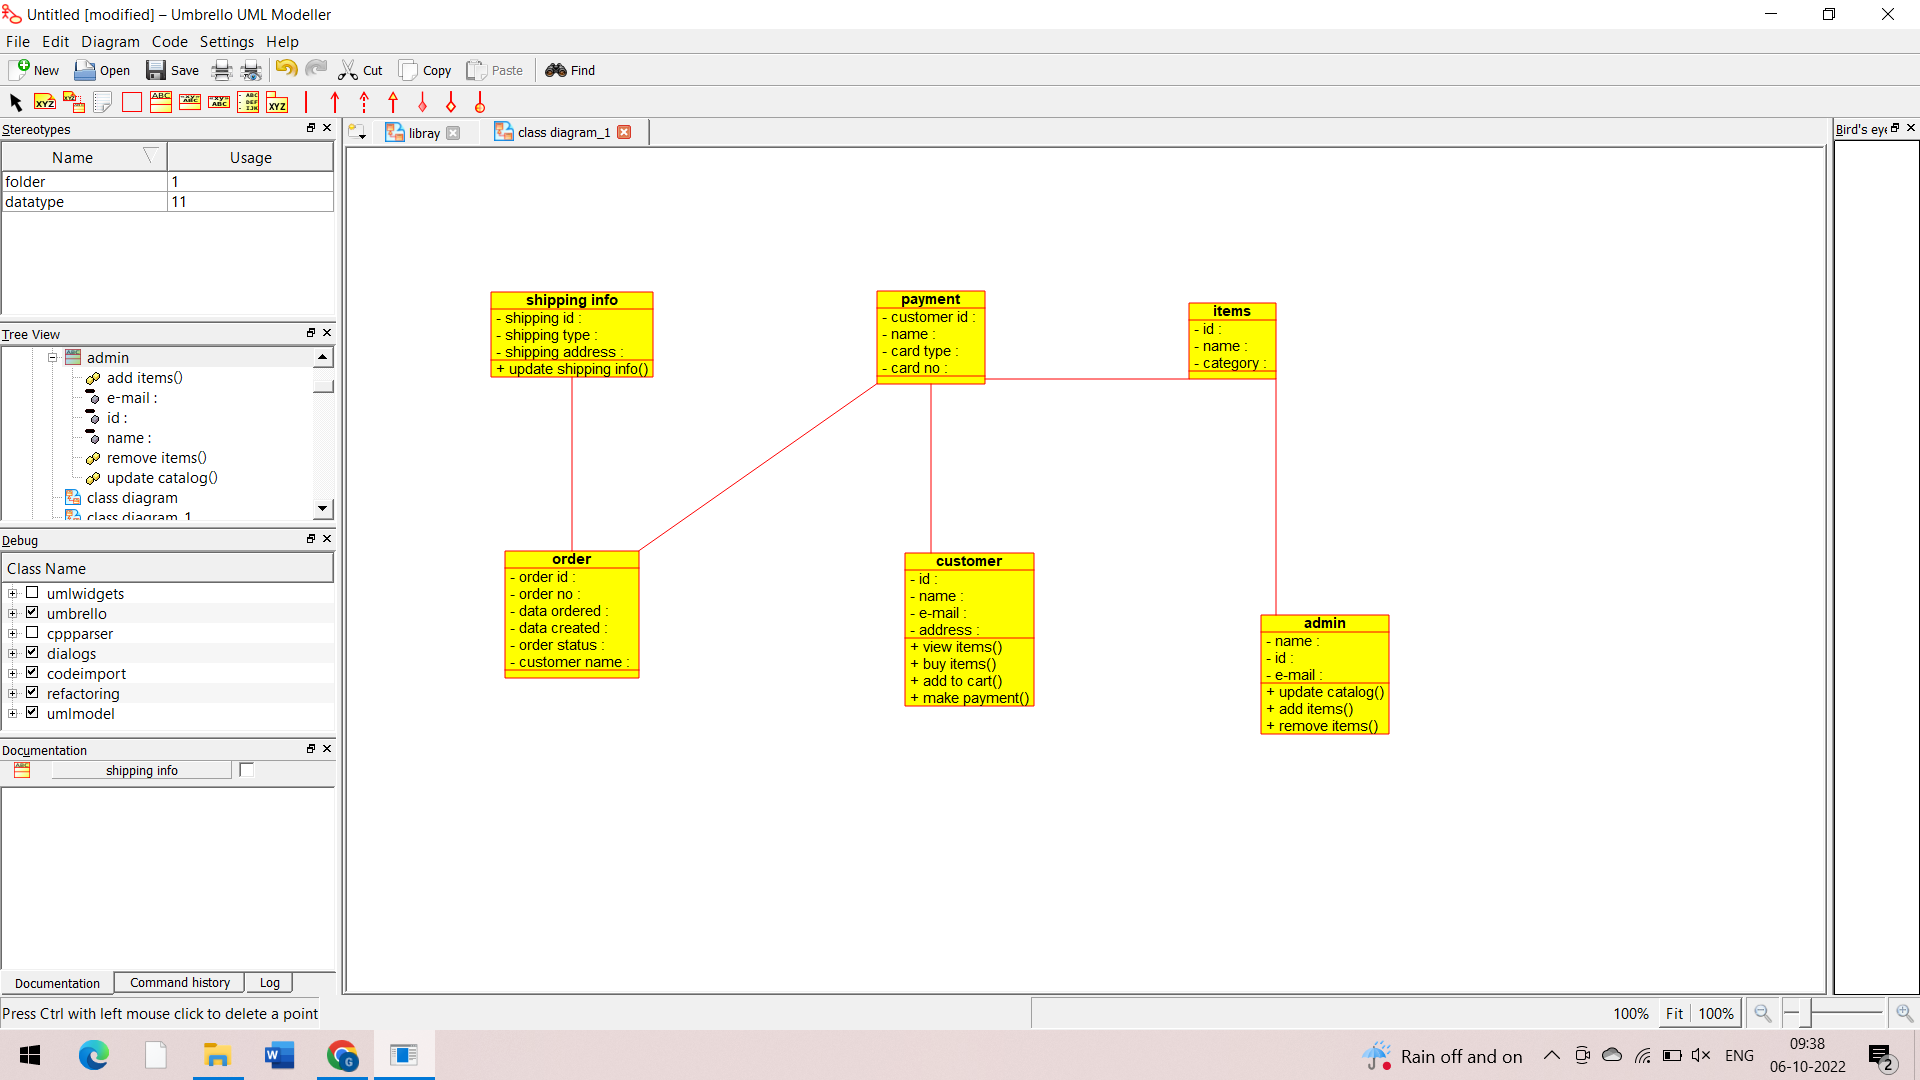 Untitled [modified] – Umbrello UML Modeller
File Edit Diagram Code Settings Help
New Open Save Cut Copy Paste Find
Stereotypes
Name Usage
folder 1
datatype 11
Tree View
admin
add items()
e-mail :
id :
name :
remove items()
update catalog()
class diagram
class diagram_1
Debug
Class Name
umlwidgets
umbrello
cppparser
dialogs
codeimport
refactoring
umlmodel
Documentation
shipping info
Documentation Command history Log
Press Ctrl with left mouse click to delete a point
libray class diagram_1
shipping info
- shipping id :
- shipping type :
- shipping address :
+ update shipping info()
payment
- customer id :
- name :
- card type :
- card no :
items
- id :
- name :
- category :
order
- order id :
- order no :
- data ordered :
- data created :
- order status :
- customer name :
customer
- id :
- name :
- e-mail :
- address :
+ view items()
+ buy items()
+ add to cart()
+ make payment()
admin
- name :
- id :
- e-mail :
+ update catalog()
+ add items()
+ remove items()
Bird's eye
100% Fit 100%
Rain off and on ENG
09:38
06-10-2022
2